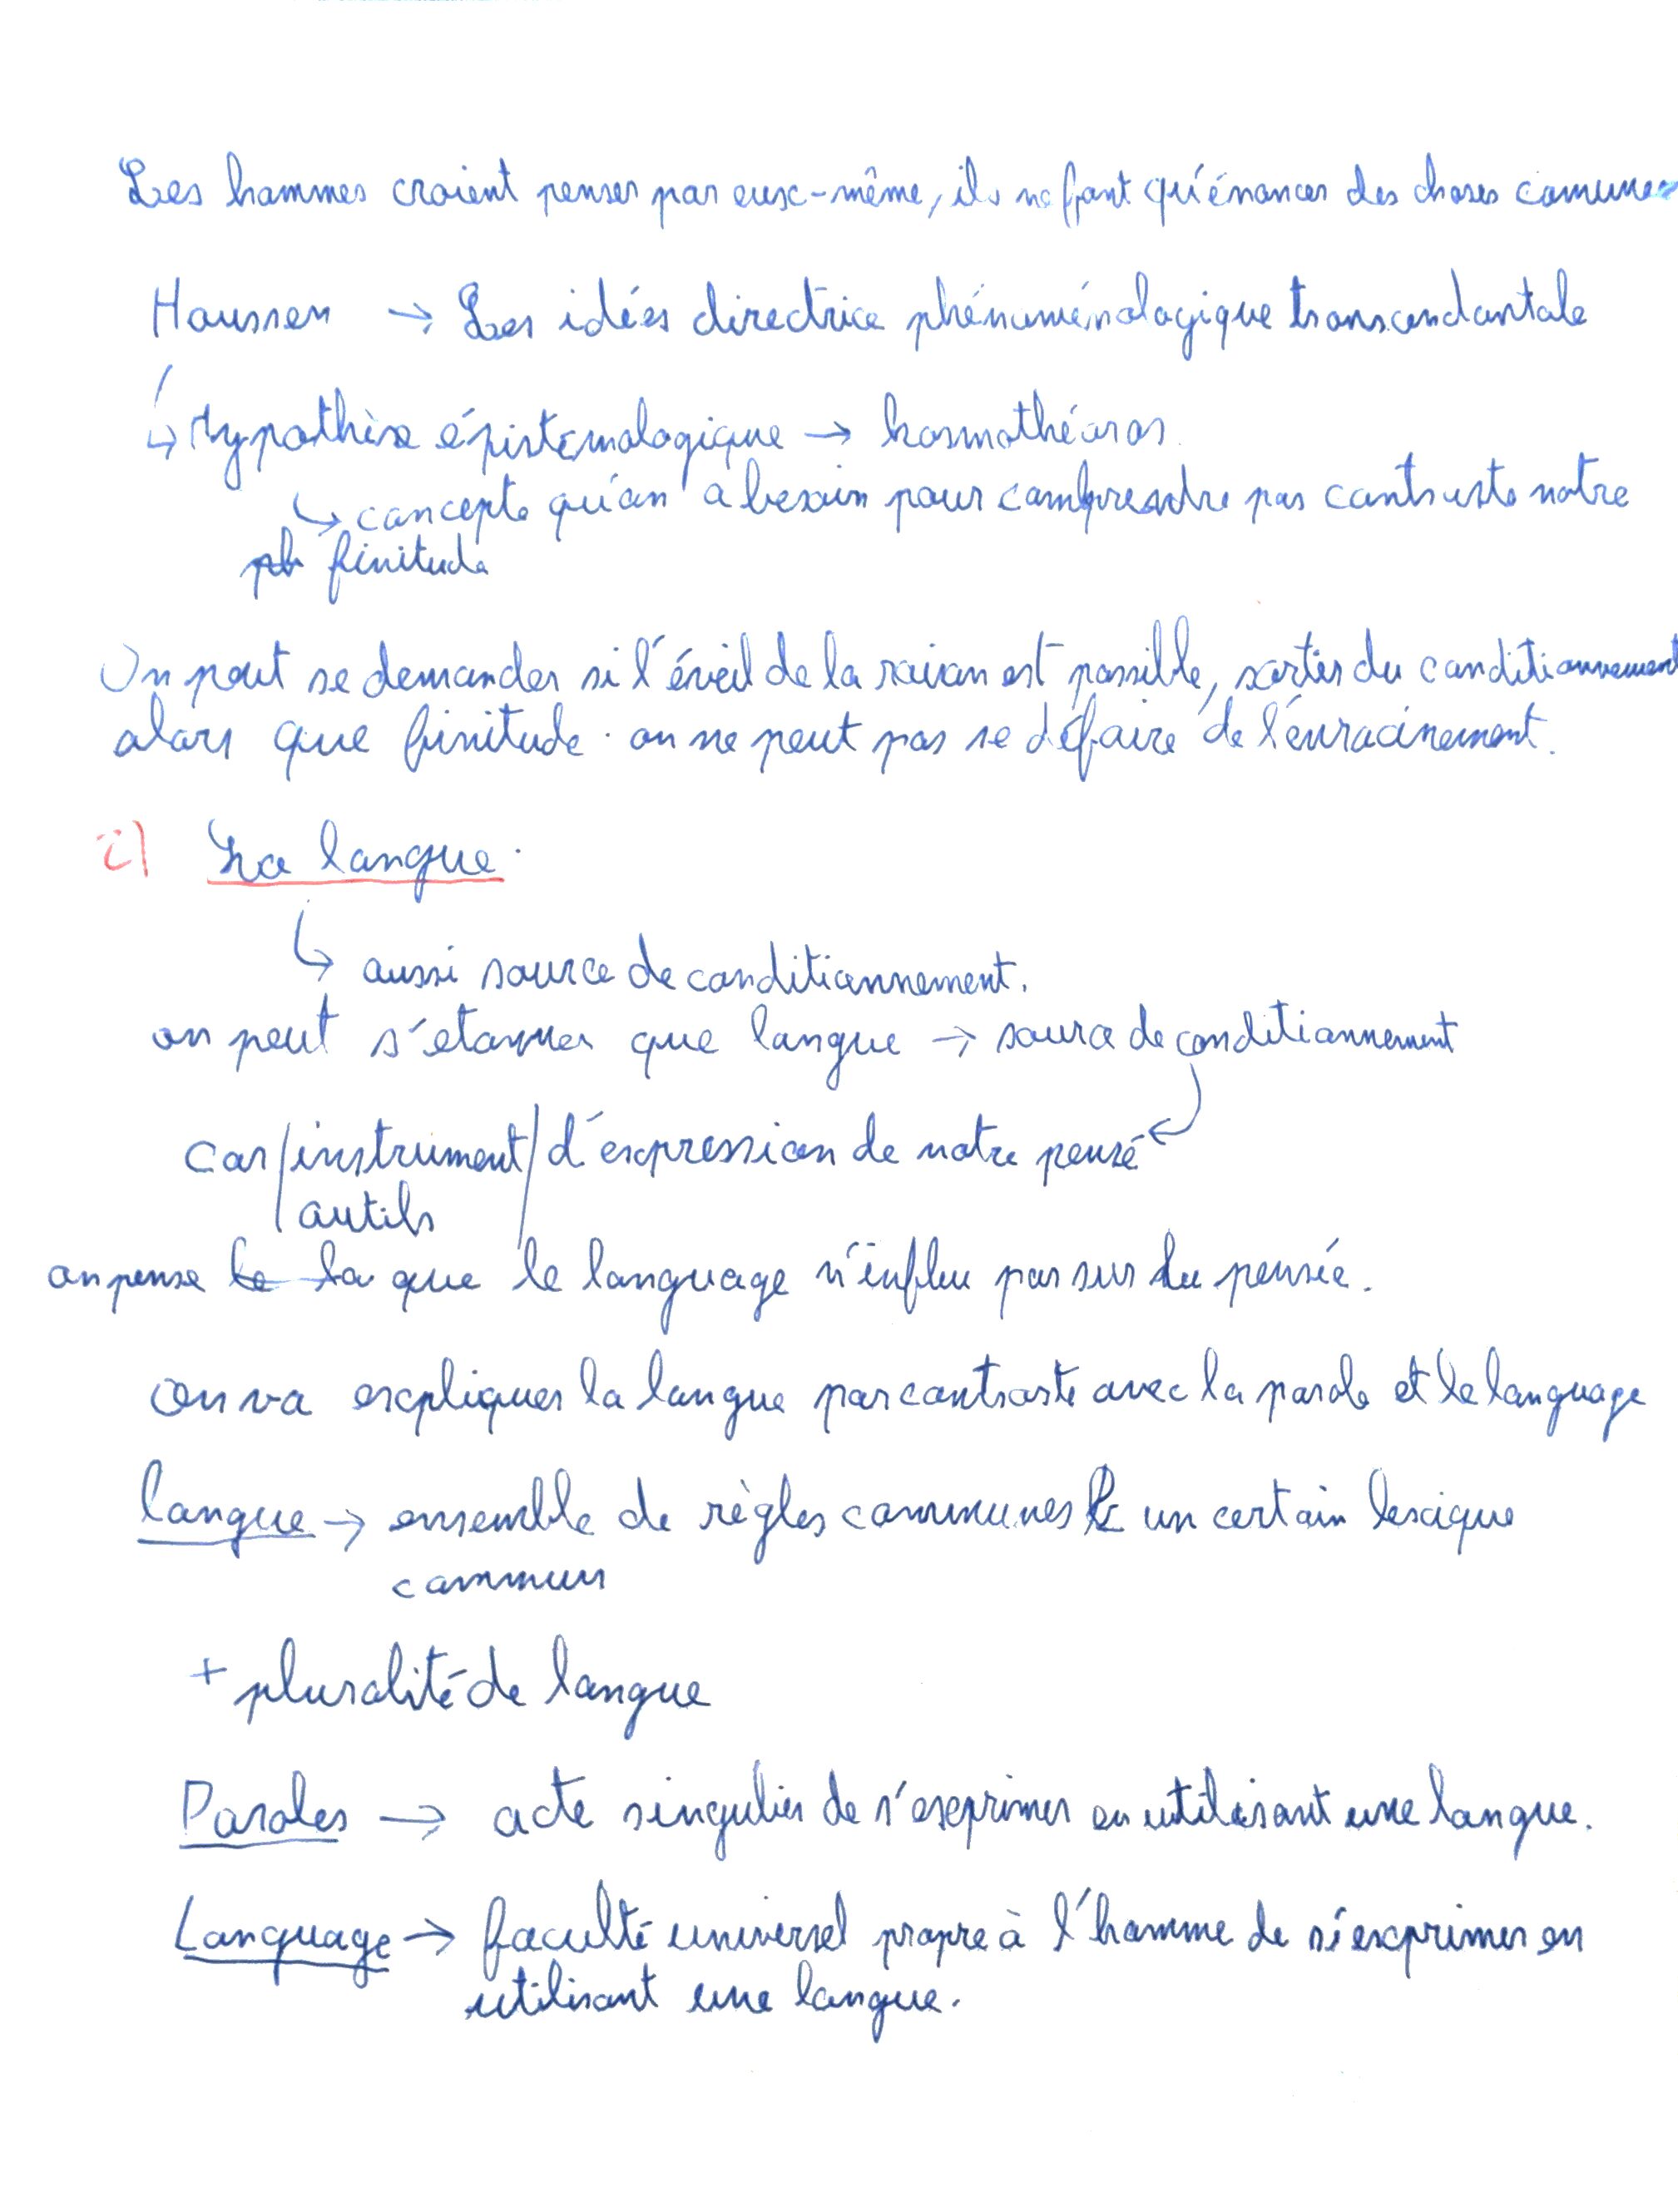 Les hommes croient penser par eux-même, ils ne font qu'énoncer des choses comunes
Housser → Les idées directrice phénoménologique transcendantale
↳ Hypothèse épistemologique → kosmothéoros.
↳ concepte qu'on a besoin pour comprendre pas contraste notre
finitude
On peut se demander si l'éveil de la raison est possible, sortir du conditionnement
alors que finitude. on ne peut pas se défaire de l'enracinement.
c) La langue.
↳ aussi source de conditionnement.
on peut s'étonner que langue → source de conditionnement
car/instrument/d'expression de notre pensé
outils
on pense le la que le language n'influ pas sur la pensée.
On va expliquer la langue par contraste avec la parole et le language
langue → ensemble de règles communes & un certain lexique
commun
+ pluralité de langue
Paroles → acte singulier de s'exprimer en utilisant une langue.
Language → faculté universel propre à l'homme de s'exprimer en
utilisant une langue.